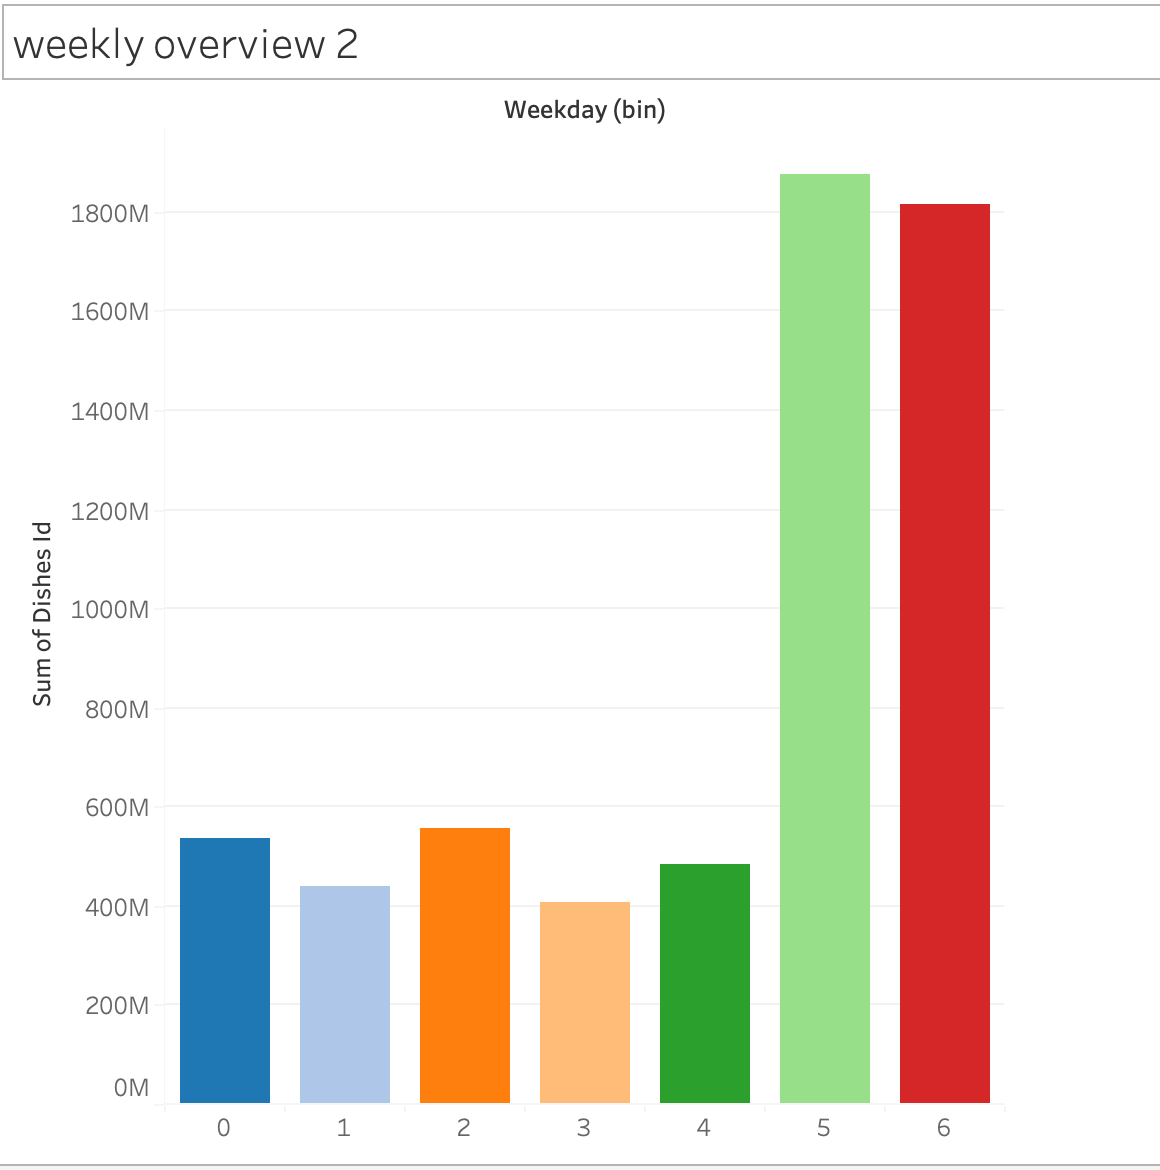 weekly overview 2
Weekday (bin)
1800M
1600M
1400M
1200M
1000M
800M
600M
400M
200M
0M
Sum of Dishes Id
0 1 2 3 4 5 6